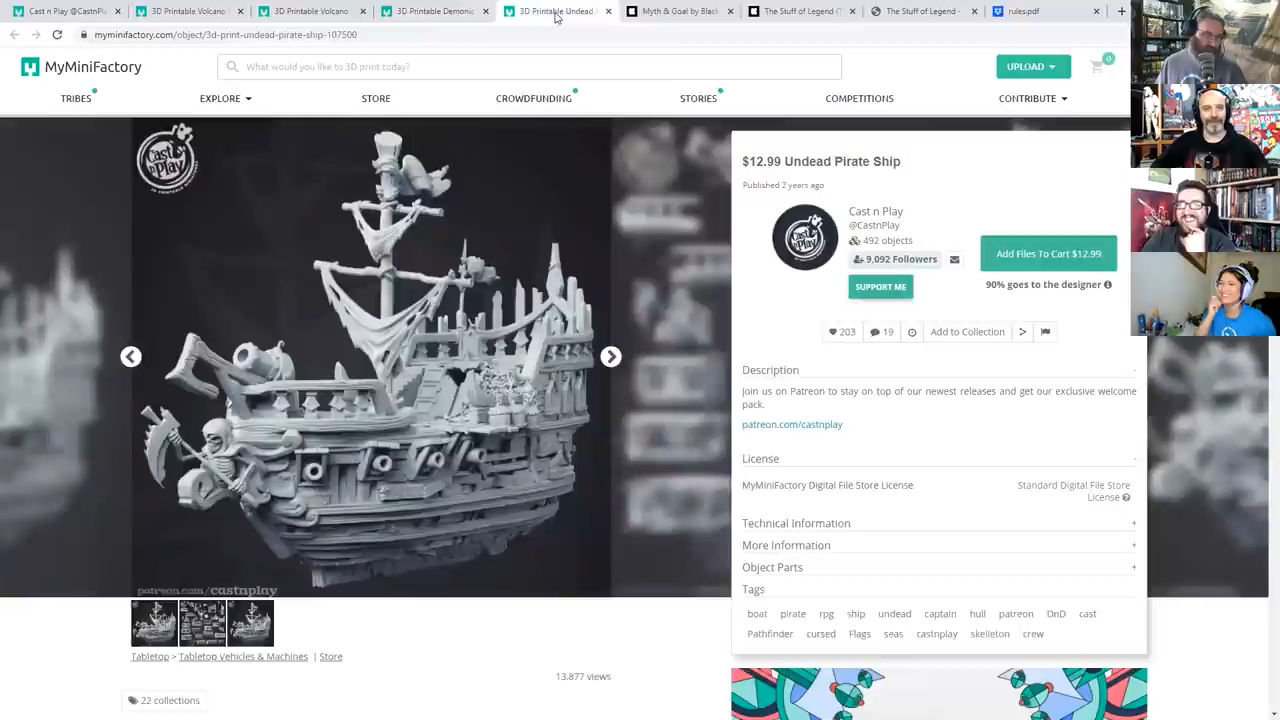 Cast n Play @CastnPl
3D Printable Volcano
3D Printable Volcano
3D Printable Demonic
3D Printable Undead
Myth & Goal by Black
The Stuff of Legend (T
The Stuff of Legend -
rules.pdf
myminifactory.com/object/3d-print-undead-pirate-ship-107500
MyMiniFactory
What would you like to 3D print today?
UPLOAD
0
TRIBES
EXPLORE
STORE
CROWDFUNDING
STORIES
COMPETITIONS
CONTRIBUTE
Cast n Play
$12.99 Undead Pirate Ship
Published 2 years ago
Cast n Play
@CastnPlay
492 objects
9,092 Followers
SUPPORT ME
Add Files To Cart $12.99
90% goes to the designer
203
19
Add to Collection
Description
-
Join us on Patreon to stay on top of our newest releases and get our exclusive welcome
pack.
patreon.com/castnplay
License
-
MyMiniFactory Digital File Store License
Standard Digital File Store
License
Technical Information
+
More Information
+
Object Parts
+
Tags
boat pirate rpg ship undead captain hull patreon DnD cast
Pathfinder cursed Flags seas castnplay skelleton crew
patreon.com/castnplay
Tabletop > Tabletop Vehicles & Machines | Store
13,877 views
22 collections